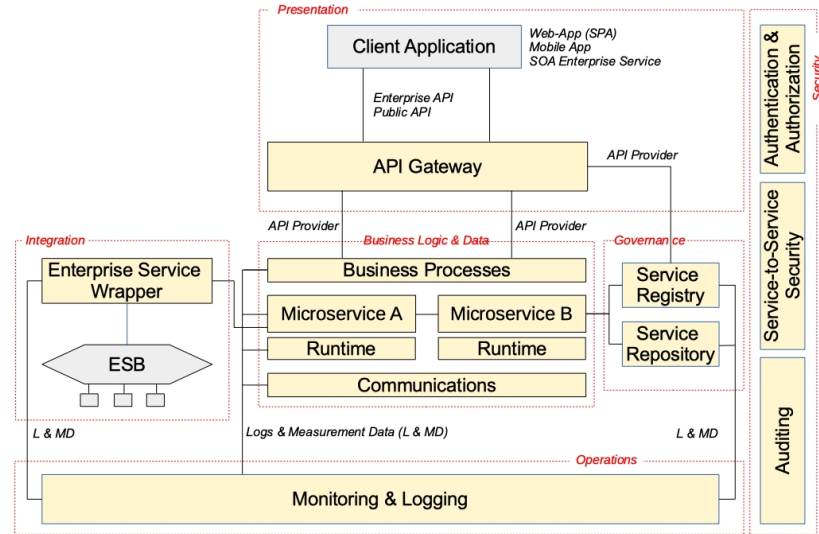 Presentation
Client Application
Web-App (SPA)
Mobile App
SOA Enterprise Service
Enterprise API
Public API
API Gateway
API Provider
API Provider
API Provider
Integration
Enterprise Service
Wrapper
ESB
Business Logic & Data
Business Processes
Microservice A
Microservice B
Runtime
Runtime
Communications
Governance
Service
Registry
Service
Repository
L & MD
Logs & Measurement Data (L & MD)
L & MD
Operations
Monitoring & Logging
Security
Authentication &
Authorization
Service-to-Service
Security
Auditing